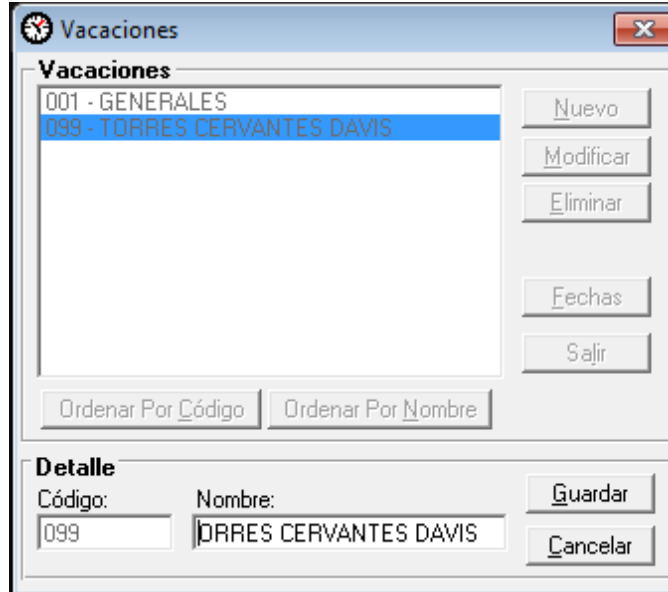 Vacaciones
Vacaciones
001 - GENERALES
099 - TORRES CERVANTES DAVIS
Nuevo
Modificar
Eliminar
Fechas
Salir
Ordenar Por Código
Ordenar Por Nombre
Detalle
Código:
Nombre:
099
ORRES CERVANTES DAVIS
Guardar
Cancelar